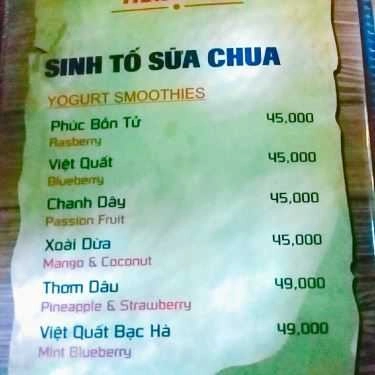 SINH TỐ SỮA CHUA
YOGURT SMOOTHIES
Phúc Bồn Tử 45,000
Rasberry
Việt Quất 45,000
Blueberry
Chanh Dây 45,000
Passion Fruit
Xoài Dừa 45,000
Mango & Coconut
Thơm Dâu 49,000
Pineapple & Strawberry
Việt Quất Bạc Hà 49,000
Mint Blueberry